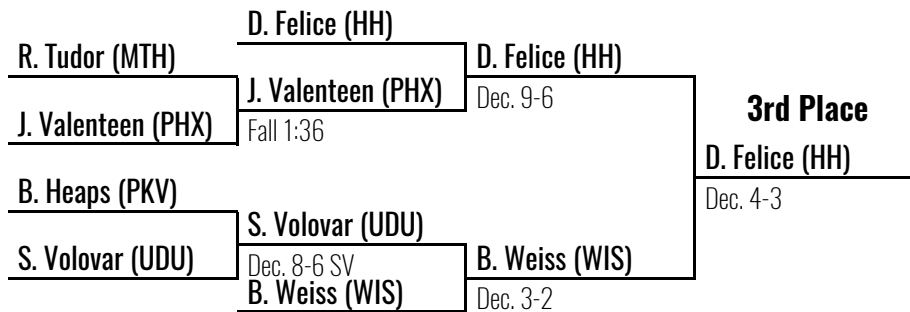 D. Felice (HH)
R. Tudor (MTH)
D. Felice (HH)
J. Valenteen (PHX)
Dec. 9-6
3rd Place
J. Valenteen (PHX)
Fall 1:36
D. Felice (HH)
B. Heaps (PKV)
Dec. 4-3
S. Volovar (UDU)
S. Volovar (UDU)
Dec. 8-6 SV
B. Weiss (WIS)
B. Weiss (WIS)
Dec. 3-2